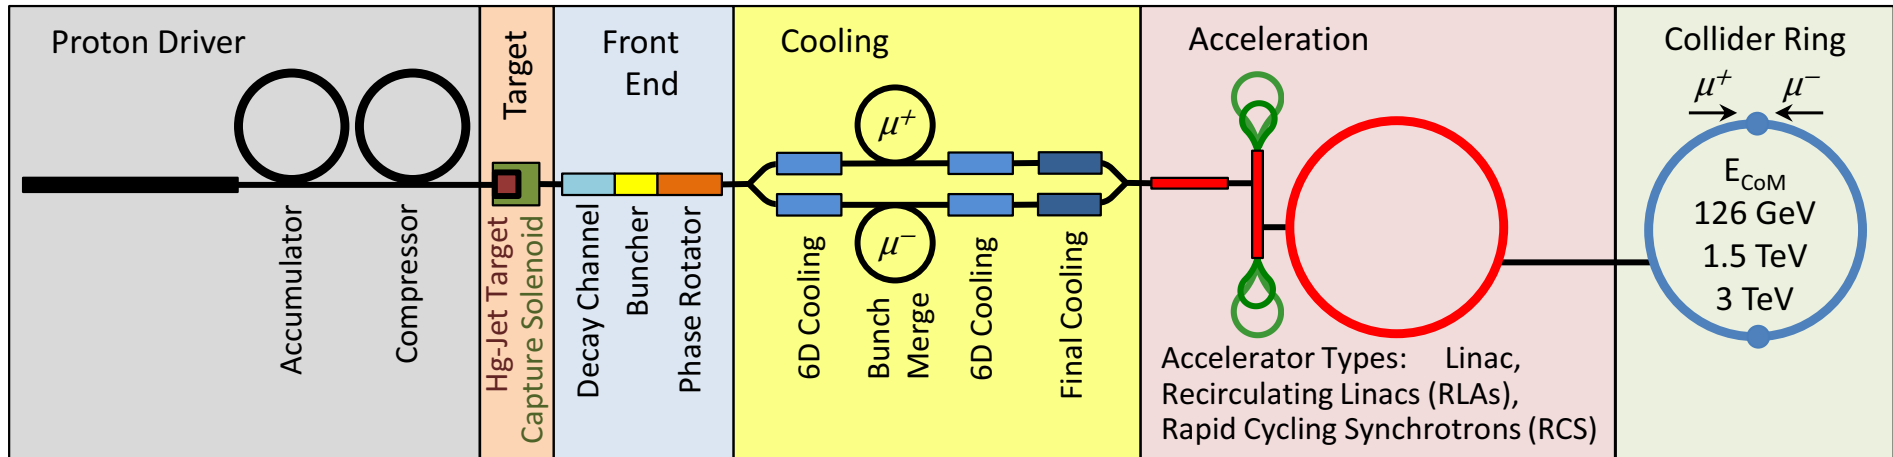 Proton Driver
Accumulator
Compressor
Target
Hg-Jet Target
Capture Solenoid
Front
End
Decay Channel
Buncher
Phase Rotator
Cooling
μ+
μ−
6D Cooling
Bunch
Merge
6D Cooling
Final Cooling
Acceleration
Accelerator Types: Linac,
Recirculating Linacs (RLAs),
Rapid Cycling Synchrotrons (RCS)
Collider Ring
μ+ μ−
ECoM
126 GeV
1.5 TeV
3 TeV